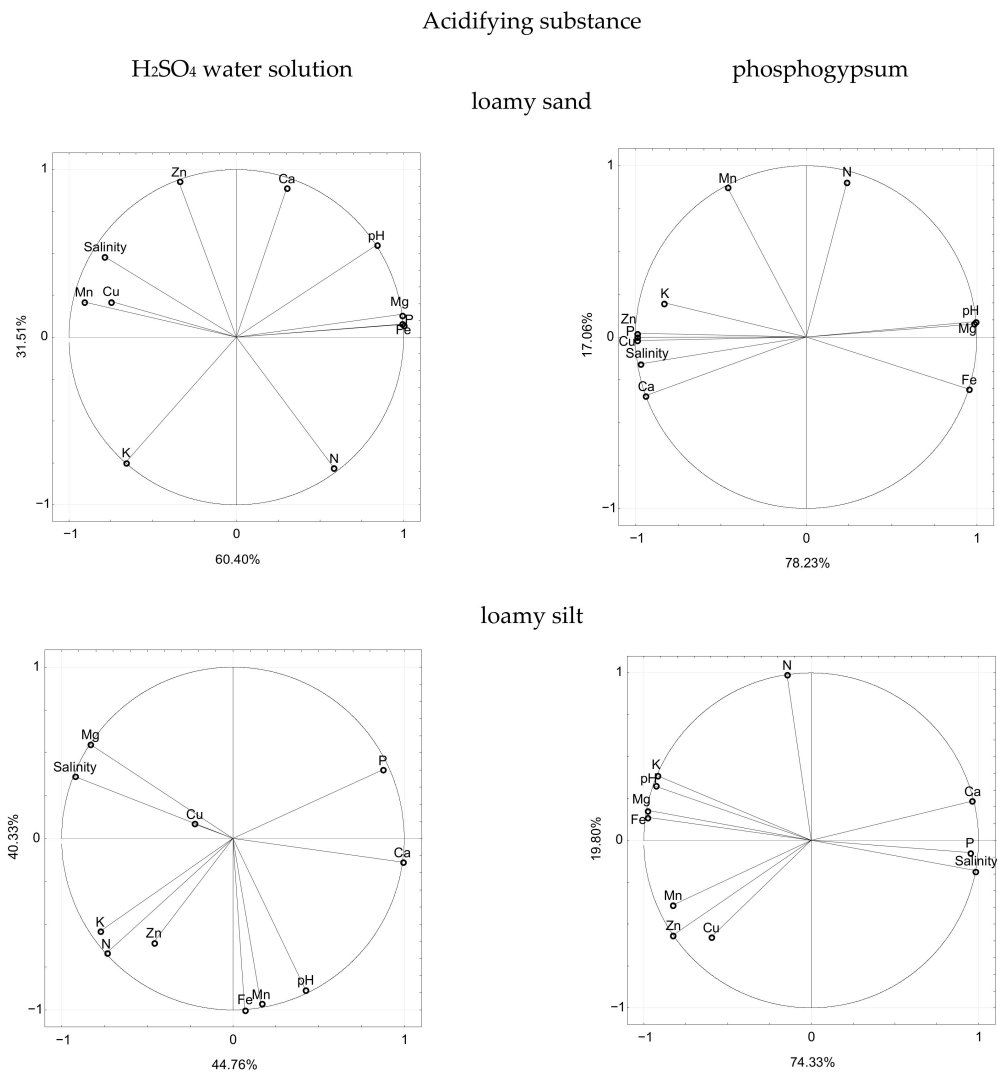 Acidifying substance
H₂SO₄ water solution
phosphogypsum
loamy sand
1
Zn
Ca
pH
Salinity
Mn
Cu
Mg
P
Fe
0
31.51%
K
N
−1
−1
0
1
60.40%
1
Mn
N
K
Zn
P
Cu
Salinity
Ca
pH
Mg
Fe
0
17.06%
−1
−1
0
1
78.23%
loamy silt
1
Mg
Salinity
P
Cu
0
Ca
40.33%
K
N
Zn
Fe
Mn
pH
−1
−1
0
1
44.76%
1
N
K
pH
Mg
Fe
Ca
0
P
Salinity
19.80%
Mn
Zn
Cu
−1
−1
0
1
74.33%